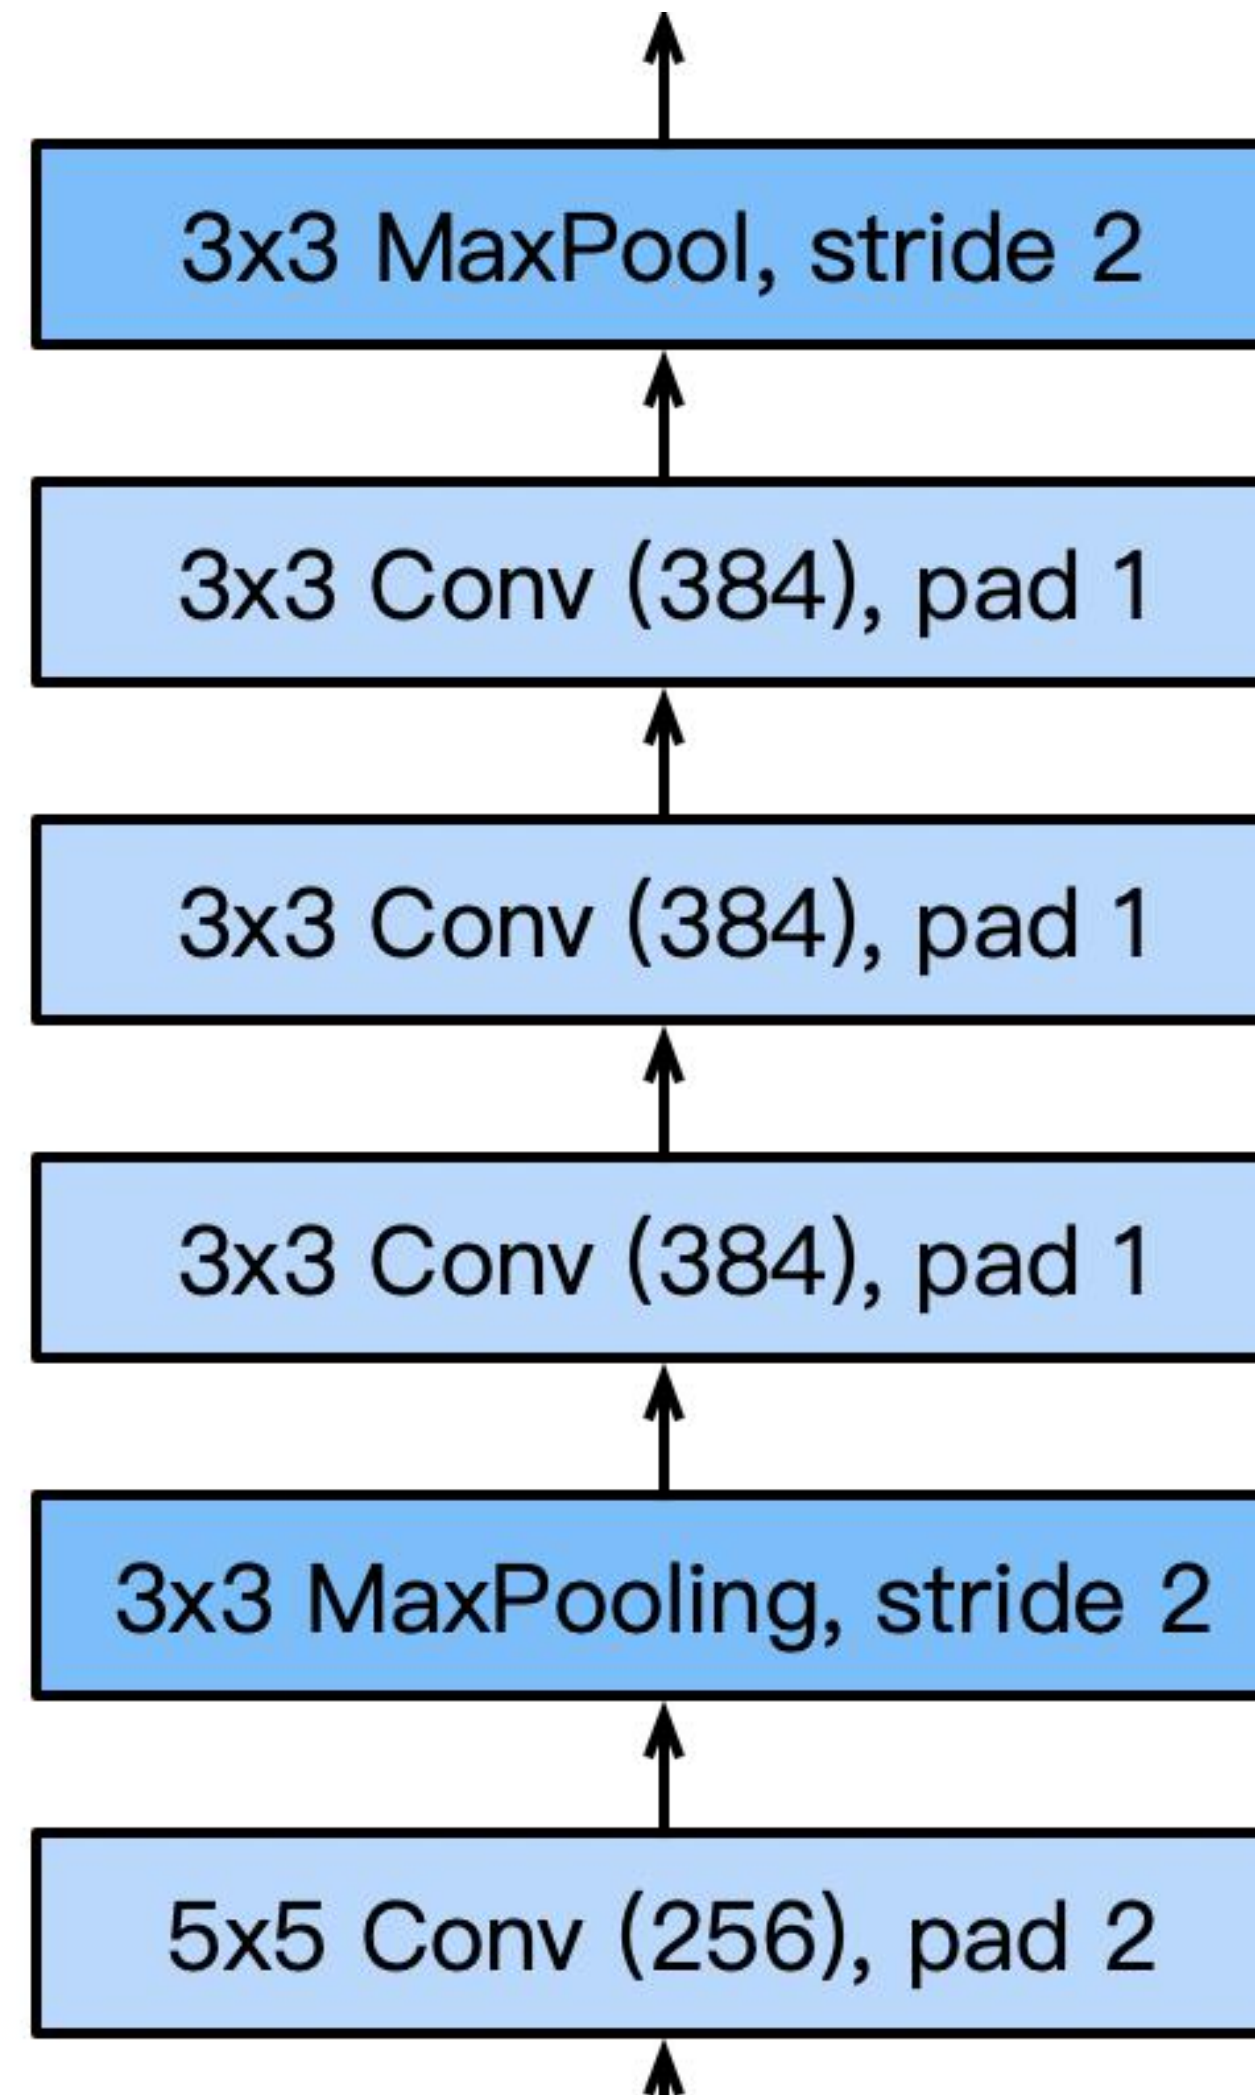 3x3 MaxPool, stride 2
3x3 Conv (384), pad 1
3x3 Conv (384), pad 1
3x3 Conv (384), pad 1
3x3 MaxPooling, stride 2
5x5 Conv (256), pad 2